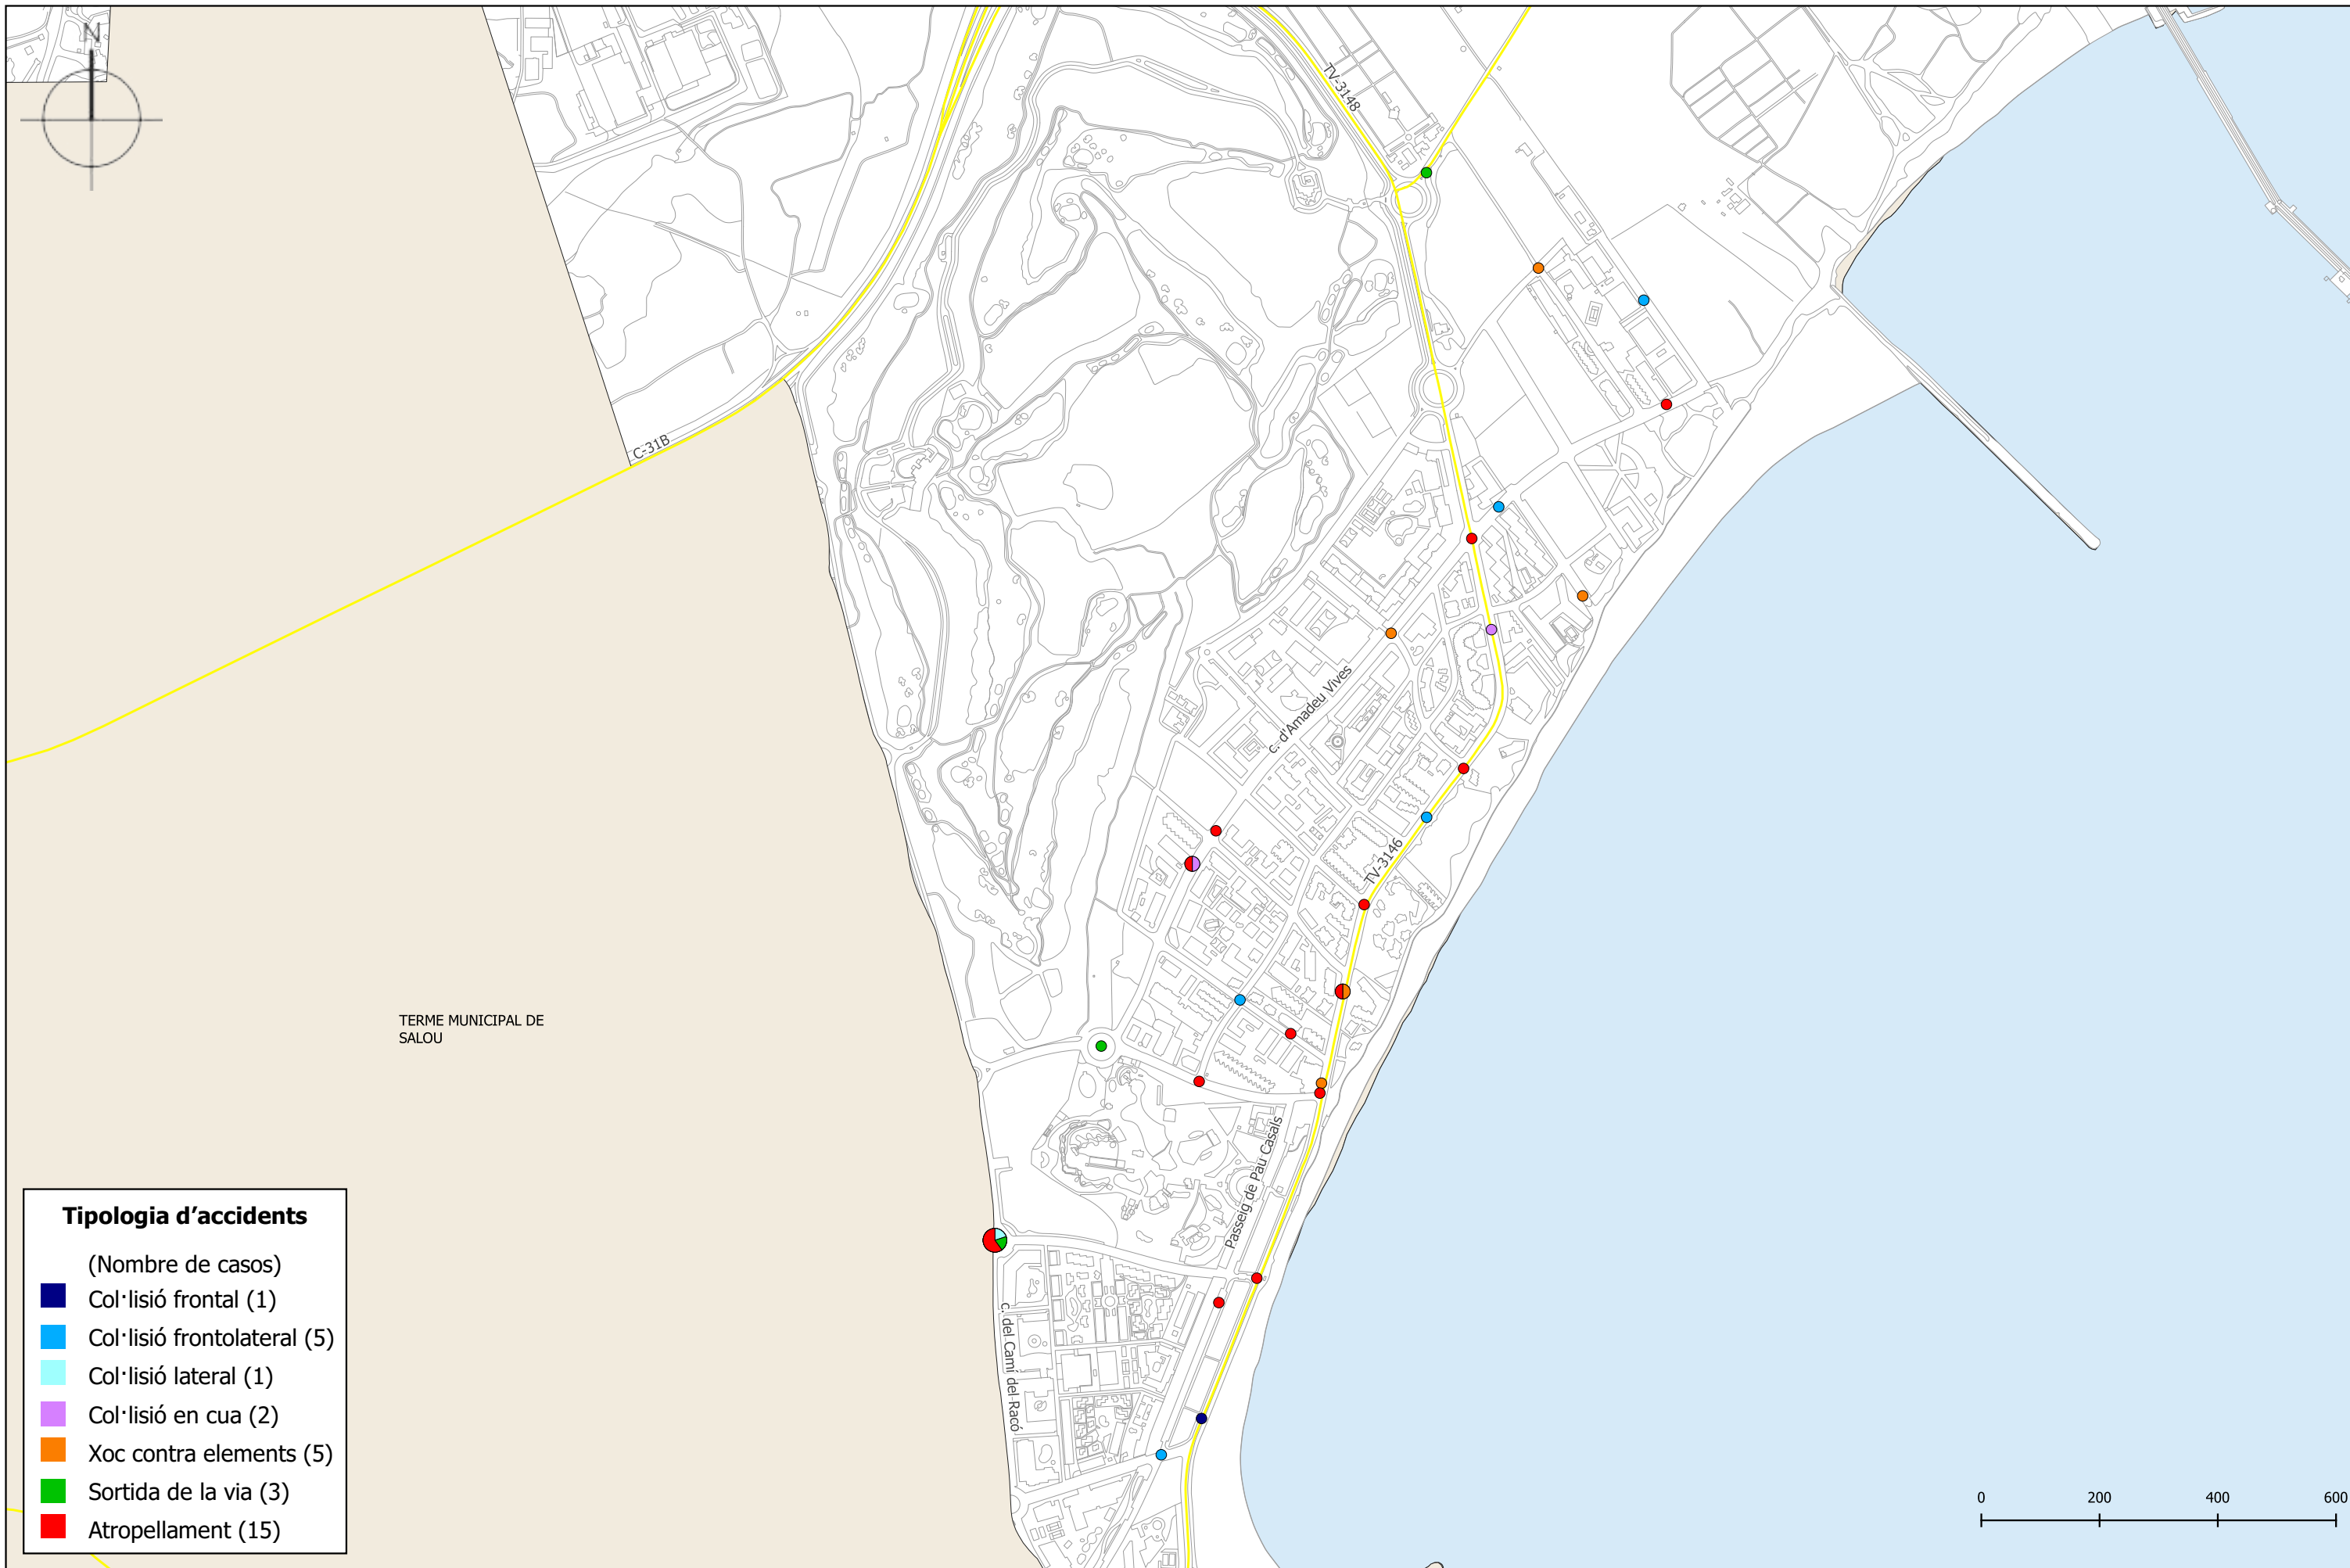 N
TV-3148
C-31B
c. d'Amadeu Vives
TV-3146
TERME MUNICIPAL DE
SALOU
Passeig de Pau Casals
c. del Camí del Racó
Tipologia d'accidents
(Nombre de casos)
Col·lisió frontal (1)
Col·lisió frontolateral (5)
Col·lisió lateral (1)
Col·lisió en cua (2)
Xoc contra elements (5)
Sortida de la via (3)
Atropellament (15)
0 200 400 600